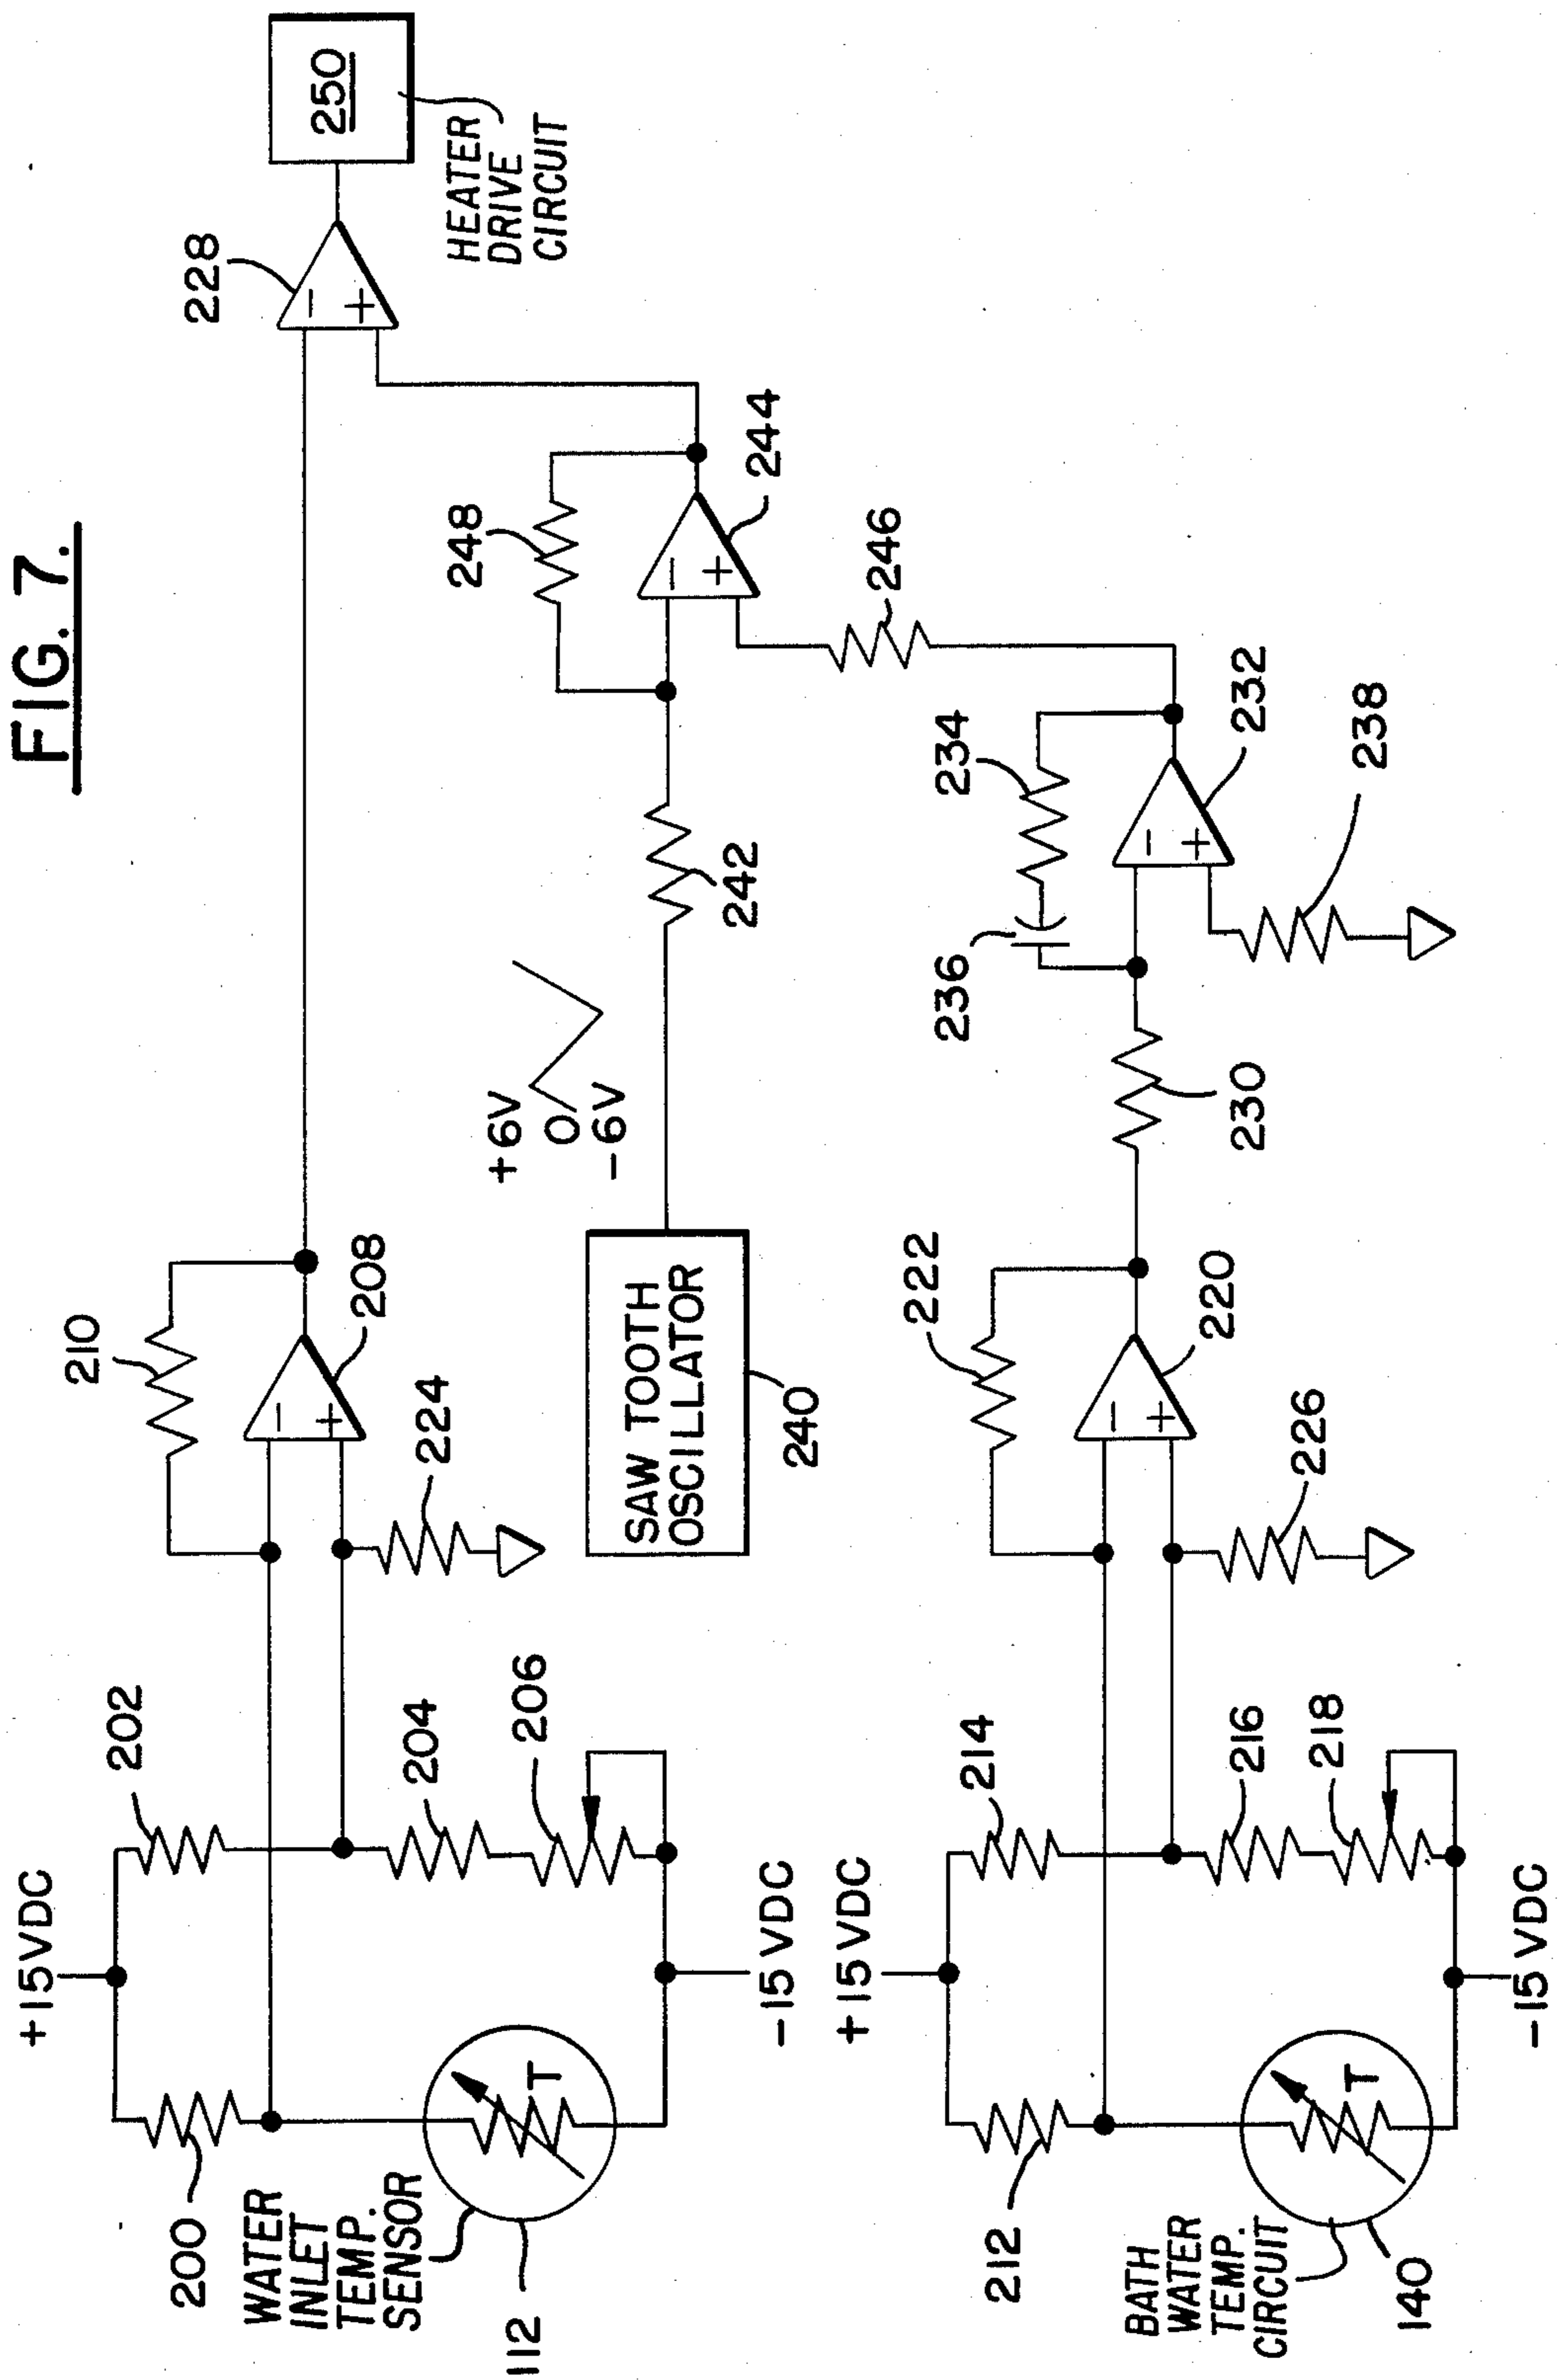 FIG. 7.
+15VDC
202
200
WATER
INLET
TEMP.
SENSOR
112
T
204
206
-15 VDC
210
-
+
208
224
+6V
0
-6V
SAW TOOTH
OSCILLATOR
240
242
248
-
+
244
246
228
-
+
250
HEATER
DRIVE
CIRCUIT
+15 VDC
214
212
BATH
WATER
TEMP.
CIRCUIT
140
T
216
218
-15 VDC
222
-
+
220
226
230
236
234
-
+
232
238